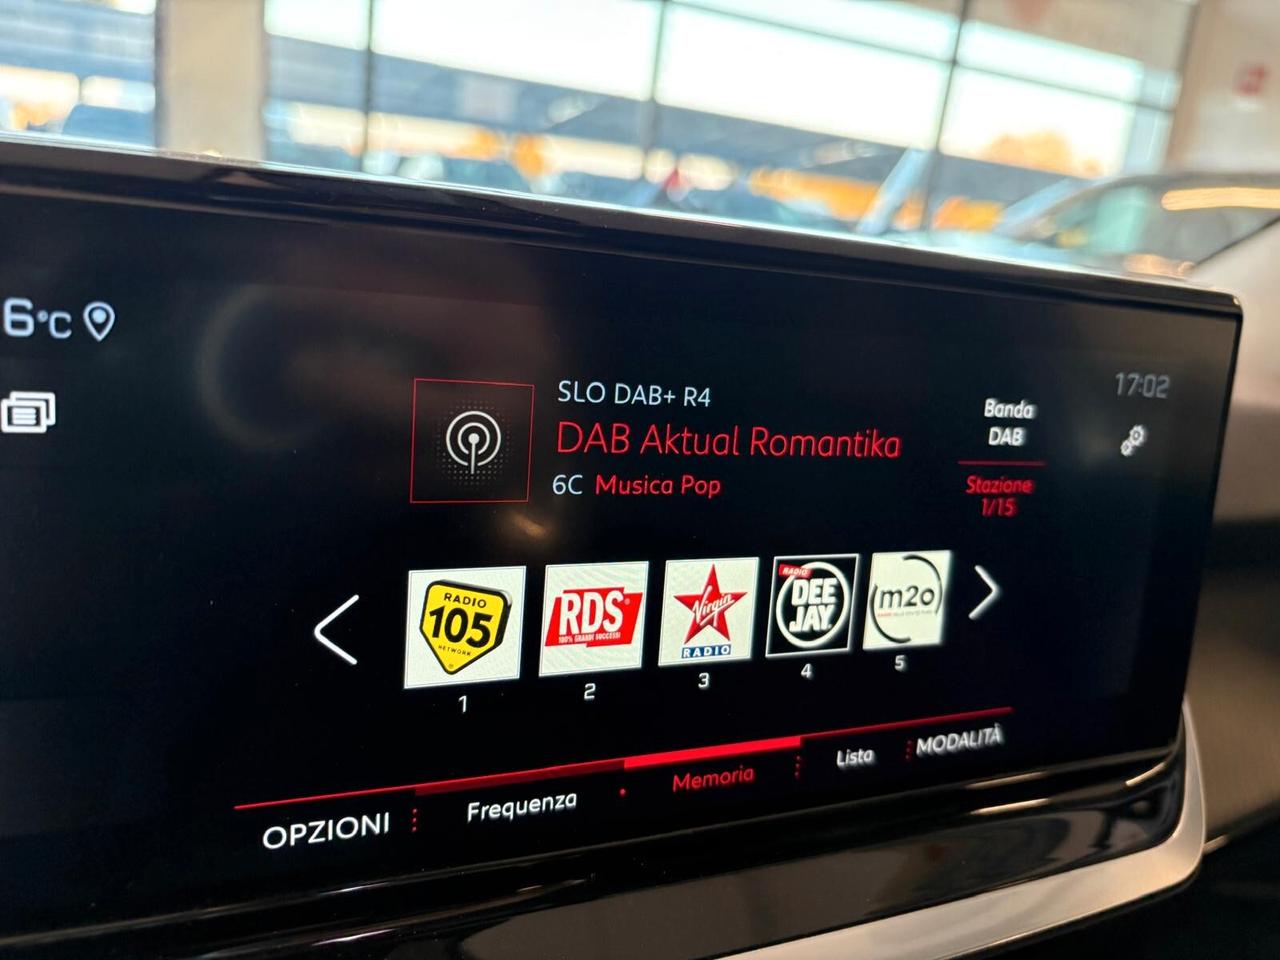 6°C
17:02
SLO DAB+ R4
DAB Aktual Romantika
6C Musica Pop
Banda
DAB
Stazione
1/15
RADIO
105
NETWORK
RDS
100% GRANDI SUCCESSI
Virgin
RADIO
RADIO
DEE
JAY
m2o
1
2
3
4
5
OPZIONI
Frequenza
Memoria
Lista
MODALITÀ